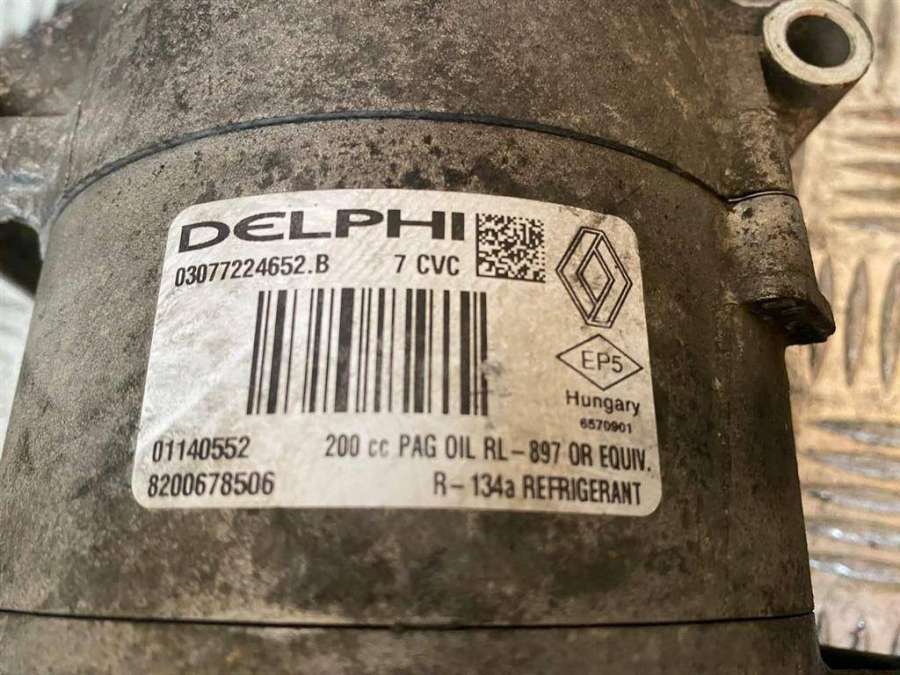 DELPHI
03077224652.B 7 CVC
EP5
Hungary
6570901
01140552 200 cc PAG OIL RL-897 OR EQUIV.
8200678506 R-134a REFRIGERANT